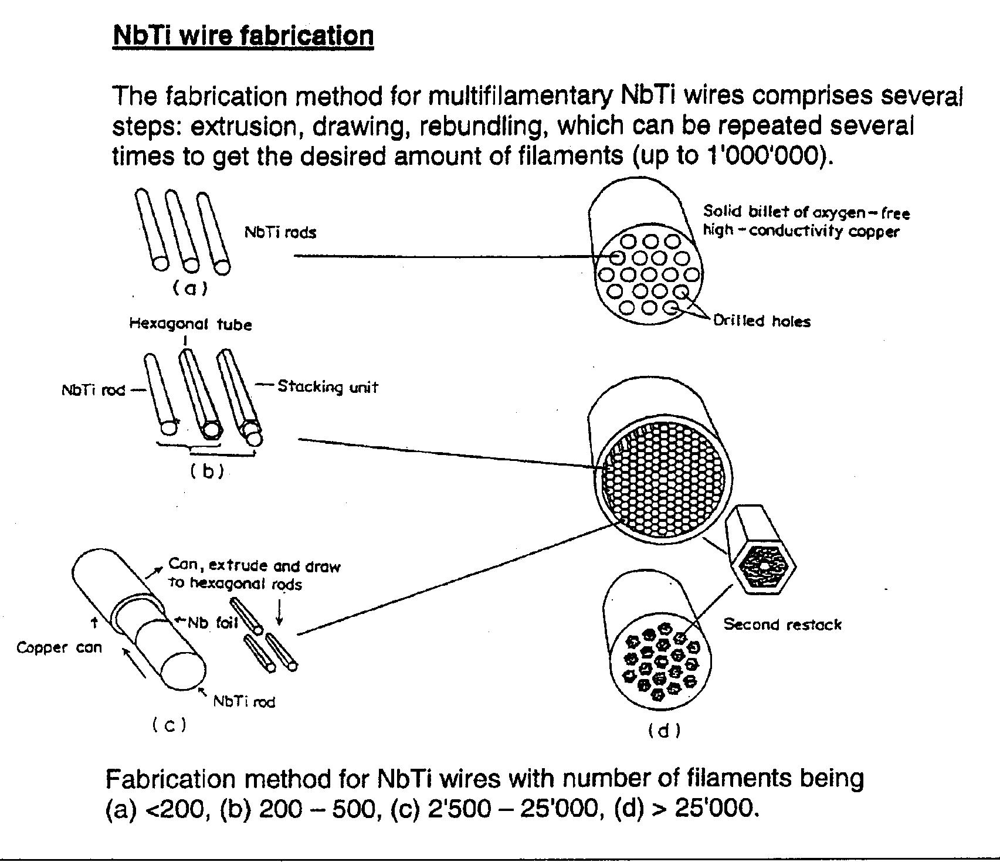 NbTi wire fabrication
The fabrication method for multifilamentary NbTi wires comprises several
steps: extrusion, drawing, rebundling, which can be repeated several
times to get the desired amount of filaments (up to 1'000'000).
NbTi rods
(a)
Solid billet of oxygen-free
high-conductivity copper
Drilled holes
Hexagonal tube
NbTi rod
Stacking unit
(b)
Can, extrude and draw
to hexagonal rods
Nb foil
Copper can
NbTi rod
(c)
Second restack
(d)
Fabrication method for NbTi wires with number of filaments being
(a) <200, (b) 200 – 500, (c) 2'500 – 25'000, (d) > 25'000.